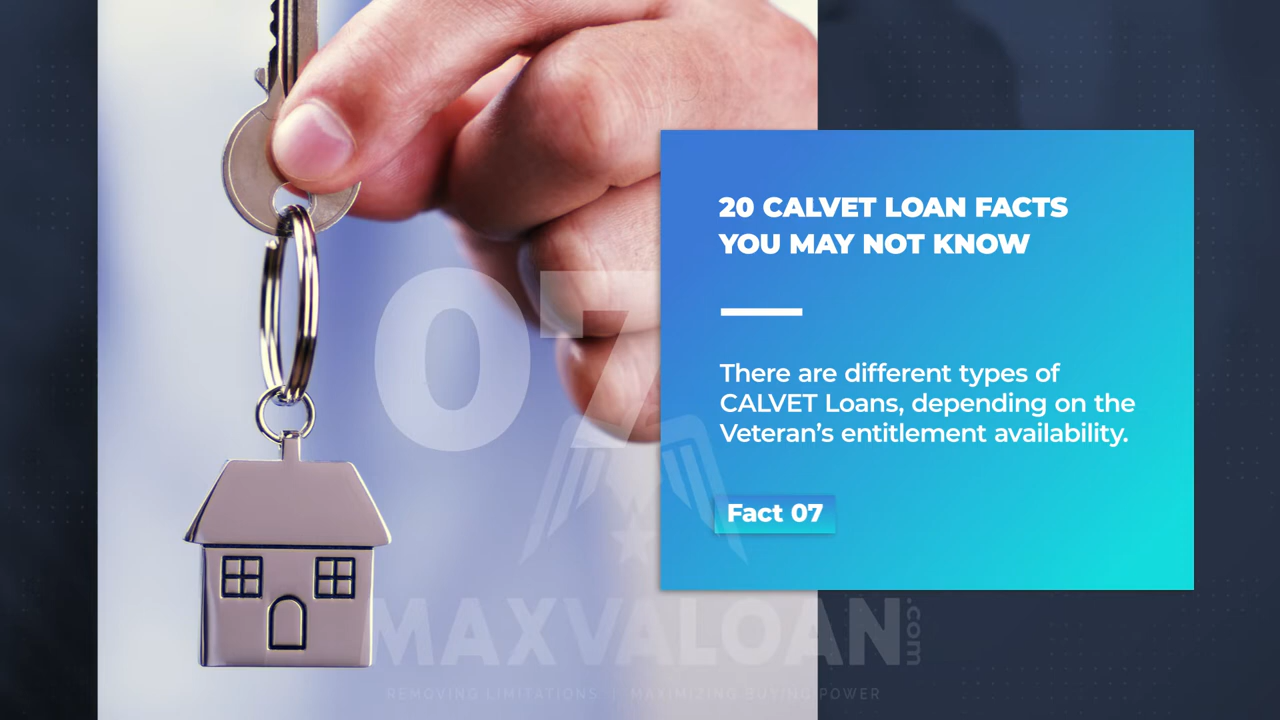 20 CALVET LOAN FACTS
YOU MAY NOT KNOW
07
There are different types of
CALVET Loans, depending on the
Veteran’s entitlement availability.
Fact 07
MAXVALOAN.com
REMOVING LIMITATIONS | MAXIMIZING BUYING POWER